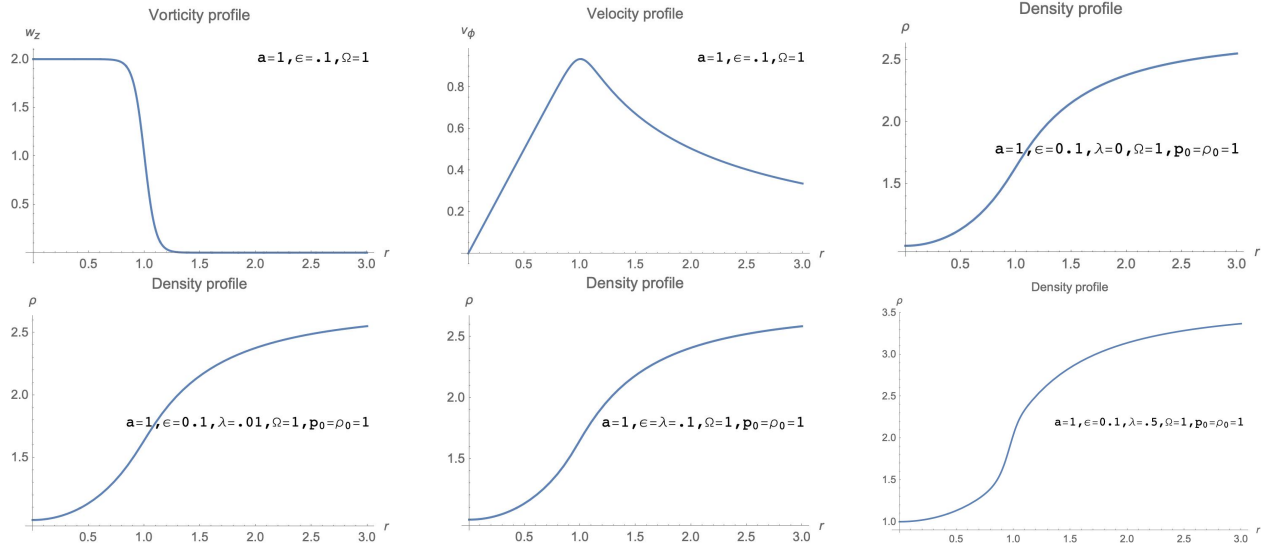 Vorticity profile
w_z
a=1,ϵ=.1,Ω=1
2.0
1.5
1.0
0.5
0.5 1.0 1.5 2.0 2.5 3.0 r
Velocity profile
v_ϕ
a=1,ϵ=.1,Ω=1
0.8
0.6
0.4
0.2
0.5 1.0 1.5 2.0 2.5 3.0 r
Density profile
ρ
2.5
2.0
a=1,ϵ=0.1,λ=0,Ω=1,p₀=ρ₀=1
1.5
0.5 1.0 1.5 2.0 2.5 3.0 r
Density profile
ρ
2.5
2.0
a=1,ϵ=0.1,λ=.01,Ω=1,p₀=ρ₀=1
1.5
0.5 1.0 1.5 2.0 2.5 3.0 r
Density profile
ρ
2.5
2.0
a=1,ϵ=λ=.1,Ω=1,p₀=ρ₀=1
1.5
0.5 1.0 1.5 2.0 2.5 3.0 r
Density profile
ρ
3.5
3.0
2.5
a=1,ϵ=0.1,λ=.5,Ω=1,p₀=ρ₀=1
2.0
1.5
1.0
0.5 1.0 1.5 2.0 2.5 3.0 r